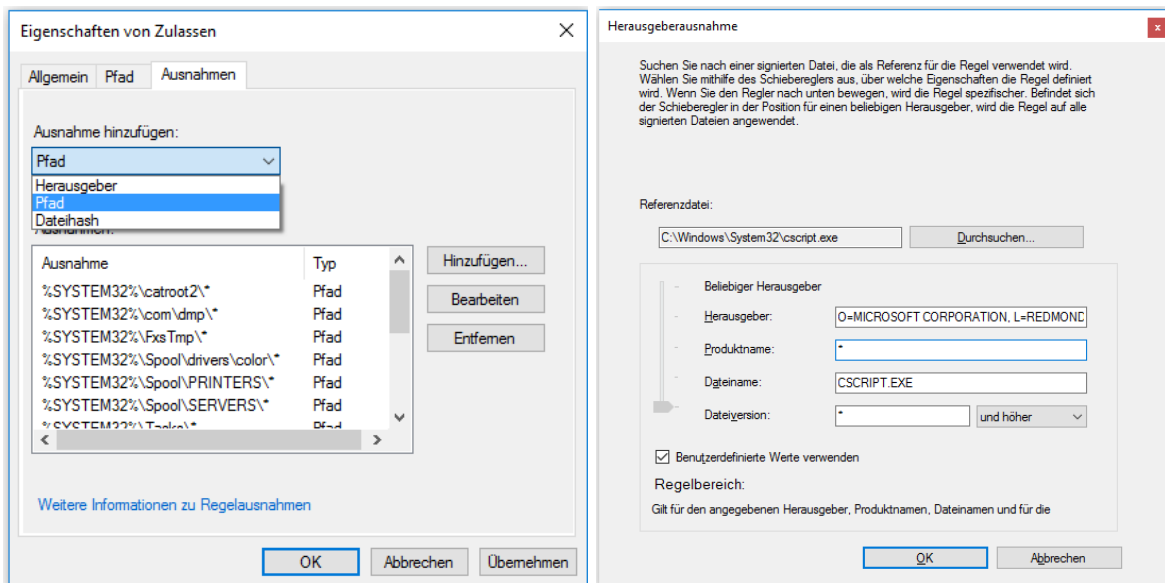 Eigenschaften von Zulassen
Allgemein Pfad Ausnahmen
Ausnahme hinzufügen:
Pfad
Herausgeber
Pfad
Dateihash
Ausnahmen:
Ausnahme Typ
%SYSTEM32%\catroot2\* Pfad
%SYSTEM32%\com\dmp\* Pfad
%SYSTEM32%\FxsTmp\* Pfad
%SYSTEM32%\Spool\drivers\color\* Pfad
%SYSTEM32%\Spool\PRINTERS\* Pfad
%SYSTEM32%\Spool\SERVERS\* Pfad
%SYSTEM32%\Tasks\* Pfad
Hinzufügen...
Bearbeiten
Entfernen
Weitere Informationen zu Regelausnahmen
OK Abbrechen Übernehmen
Herausgeberausnahme
x
Suchen Sie nach einer signierten Datei, die als Referenz für die Regel verwendet wird.
Wählen Sie mithilfe des Schiebereglers aus, über welche Eigenschaften die Regel definiert
wird. Wenn Sie den Regler nach unten bewegen, wird die Regel spezifischer. Befindet sich
der Schieberegler in der Position für einen beliebigen Herausgeber, wird die Regel auf alle
signierten Dateien angewendet.
Referenzdatei:
C:\Windows\System32\cscript.exe Durchsuchen...
Beliebiger Herausgeber
Herausgeber: O=MICROSOFT CORPORATION, L=REDMOND
Produktname: *
Dateiname: CSCRIPT.EXE
Dateiversion: * und höher
Benutzerdefinierte Werte verwenden
Regelbereich:
Gilt für den angegebenen Herausgeber, Produktnamen, Dateinamen und für die
OK Abbrechen